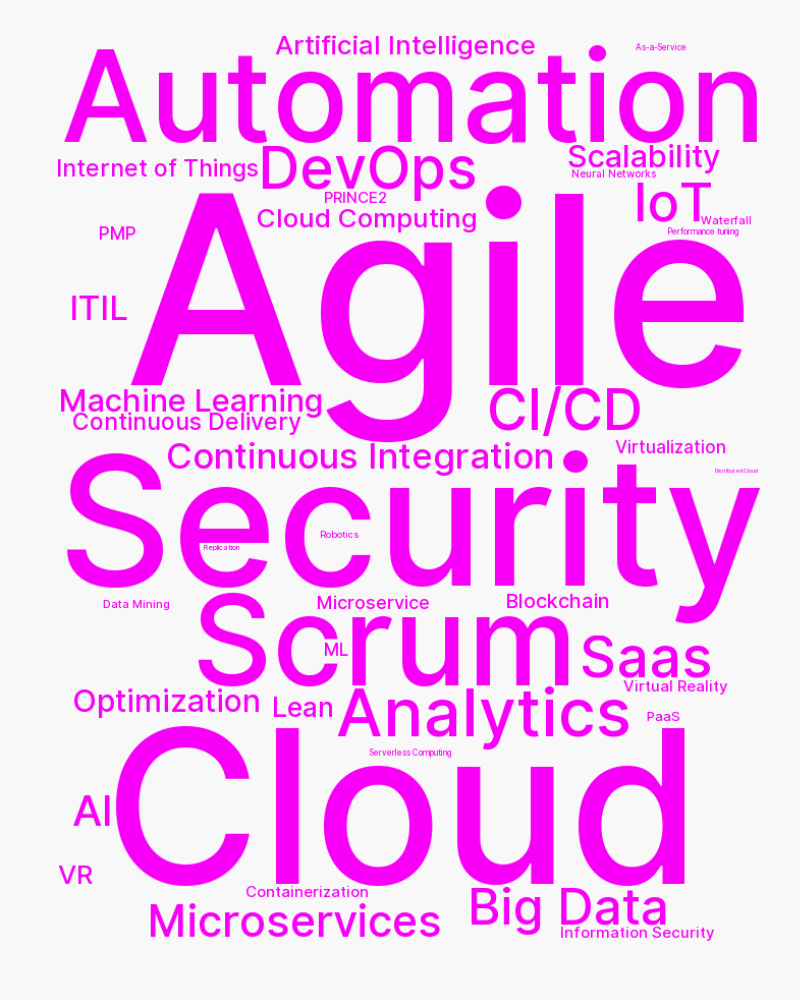 Artificial Intelligence
As-a-Service
Automation
Internet of Things
DevOps
Scalability
Neural Networks
PRINCE2
IoT
Cloud Computing
Waterfall
Performance tuning
PMP
Agile
ITIL
Machine Learning
CI/CD
Continuous Delivery
Continuous Integration
Virtualization
Distributed Cloud
Security
Robotics
Replication
Data Mining
Microservice
Blockchain
Scrum
ML
Saas
Virtual Reality
Optimization
Lean
Analytics
PaaS
Serverless Computing
Cloud
AI
VR
Containerization
Microservices
Big Data
Information Security